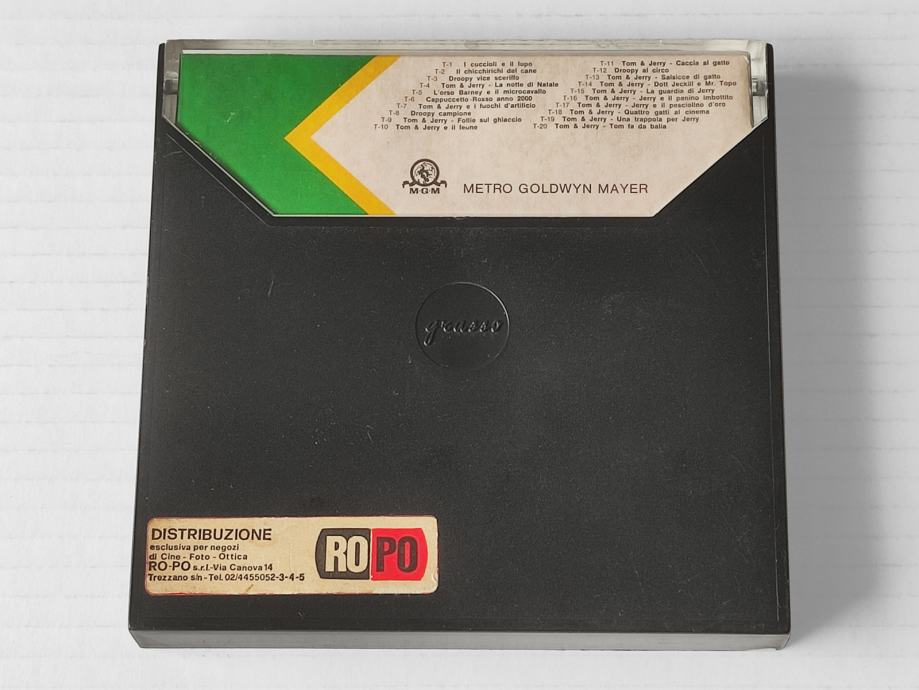 T-1 I cuccioli e il lupo
T-2 Il chicchirichi del cane
T-3 Droopy vice sceriffo
T-4 Tom & Jerry - La notte di Natale
T-5 L'orso Barney e il microcavallo
T-6 Cappuccetto-Rosso anno 2000
T-7 Tom & Jerry e i fuochi d'artificio
T-8 Droopy campione
T-9 Tom & Jerry - Follie sul ghiaccio
T-10 Tom & Jerry e il leone
T-11 Tom & Jerry - Caccia al gatto
T-12 Droopy al circo
T-13 Tom & Jerry - Salsicce di gatto
T-14 Tom & Jerry - Dott Jeckill e Mr. Topo
T-15 Tom & Jerry - La guardia di Jerry
T-16 Tom & Jerry - Jerry e il panino imbottito
T-17 Tom & Jerry - Jerry e il pesciolino d'oro
T-18 Tom & Jerry - Quattro gatti al cinema
T-19 Tom & Jerry - Una trappola per Jerry
T-20 Tom & Jerry - Tom fa da balia
M-G-M
METRO GOLDWYN MAYER
grasso
DISTRIBUZIONE
esclusiva per negozi
di Cine - Foto - Ottica
RO-PO s.r.l.-Via Canova 14
Trezzano s/n - Tel. 02/4455052-3-4-5
ROPO